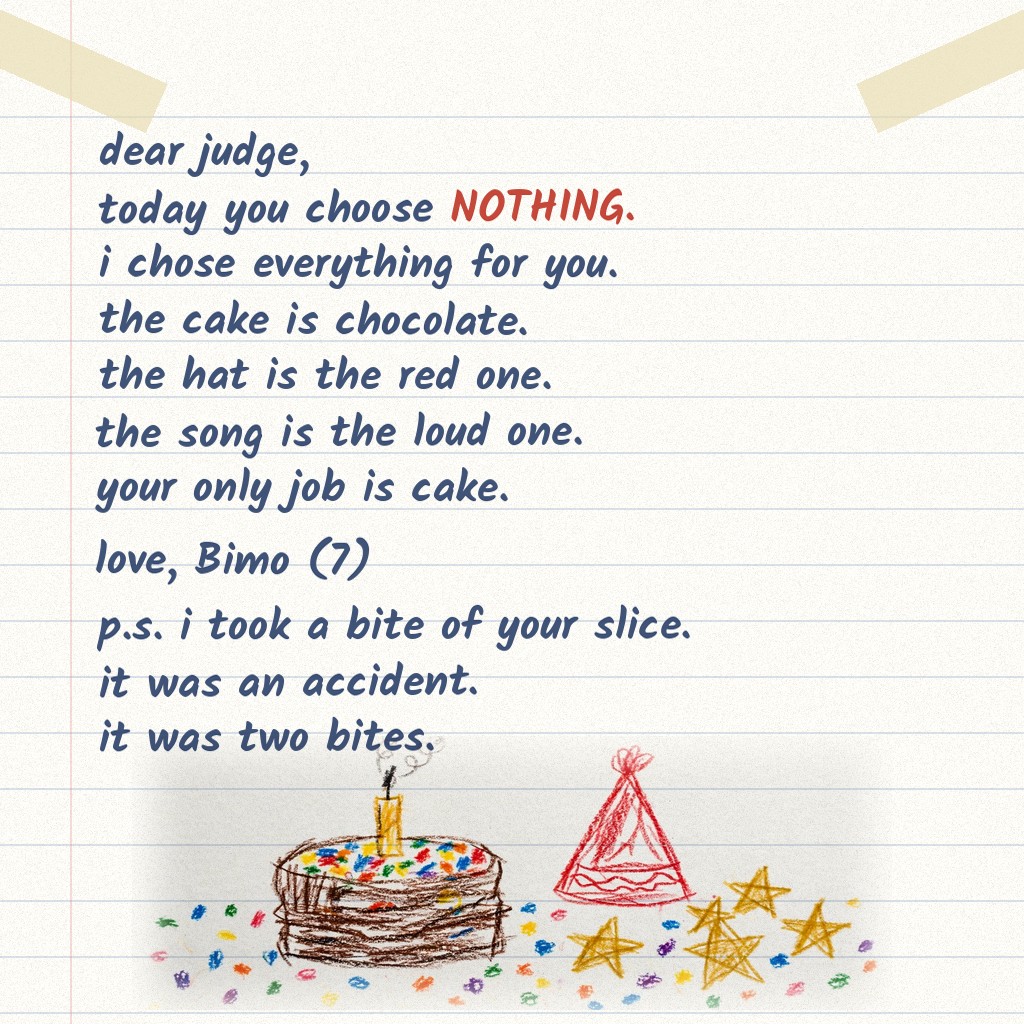 dear judge,
today you choose NOTHING.
i chose everything for you.
the cake is chocolate.
the hat is the red one.
the song is the loud one.
your only job is cake.
love, Bimo (7)
p.s. i took a bite of your slice.
it was an accident.
it was two bites.